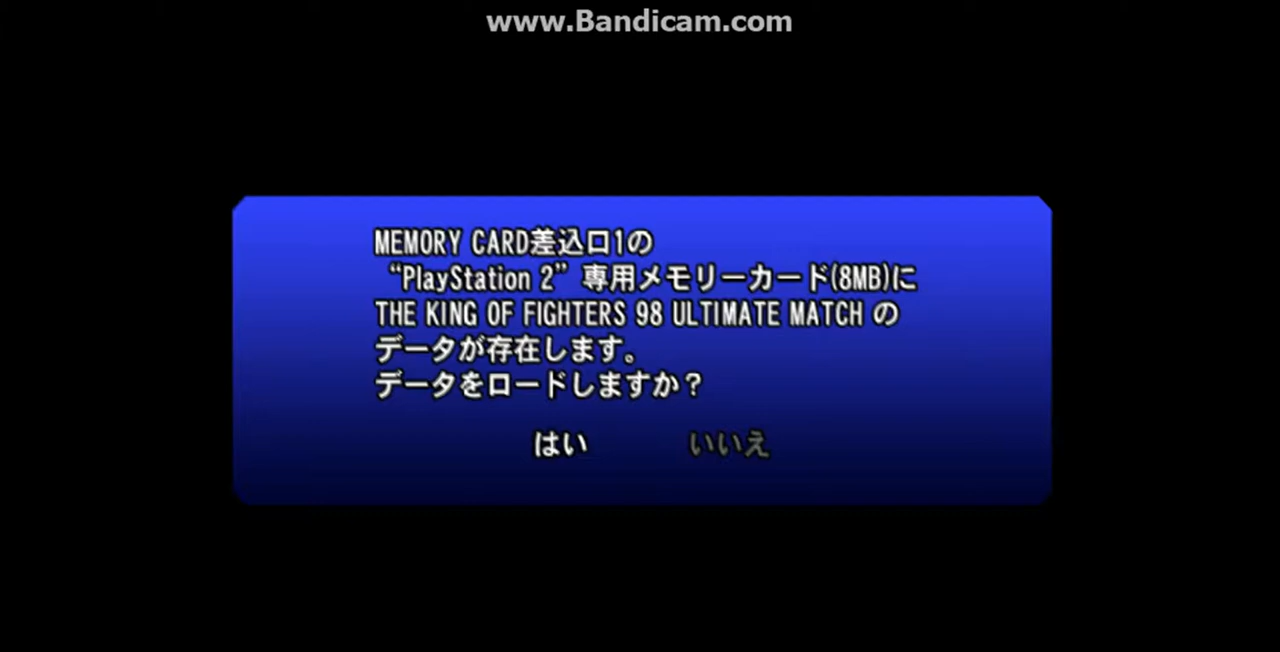 www.Bandicam.com
MEMORY CARD差込口1の
“PlayStation 2”専用メモリーカード(8MB)に
THE KING OF FIGHTERS 98 ULTIMATE MATCH の
データが存在します。
データをロードしますか？
はい いいえ